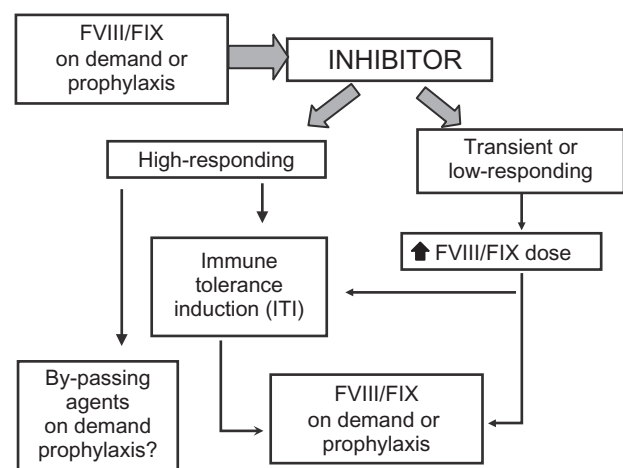 FVIII/FIX
on demand or
prophylaxis
INHIBITOR
High-responding
Transient or
low-responding
FVIII/FIX dose
Immune
tolerance
induction (ITI)
By-passing
agents
on demand
prophylaxis?
FVIII/FIX
on demand or
prophylaxis